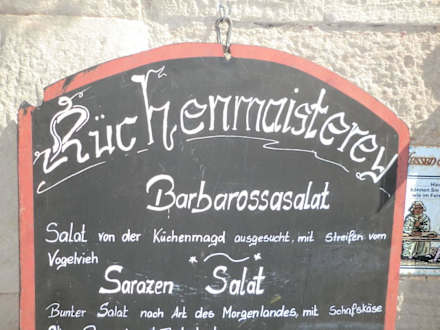 Küchenmaisterey
Barbarossasalat
Salat von der Küchenmagd ausgesucht, mit Streifen vom
Vogelvieh
Sarazen Salat
Bunter Salat nach Art des Morgenlandes, mit Schafskäse